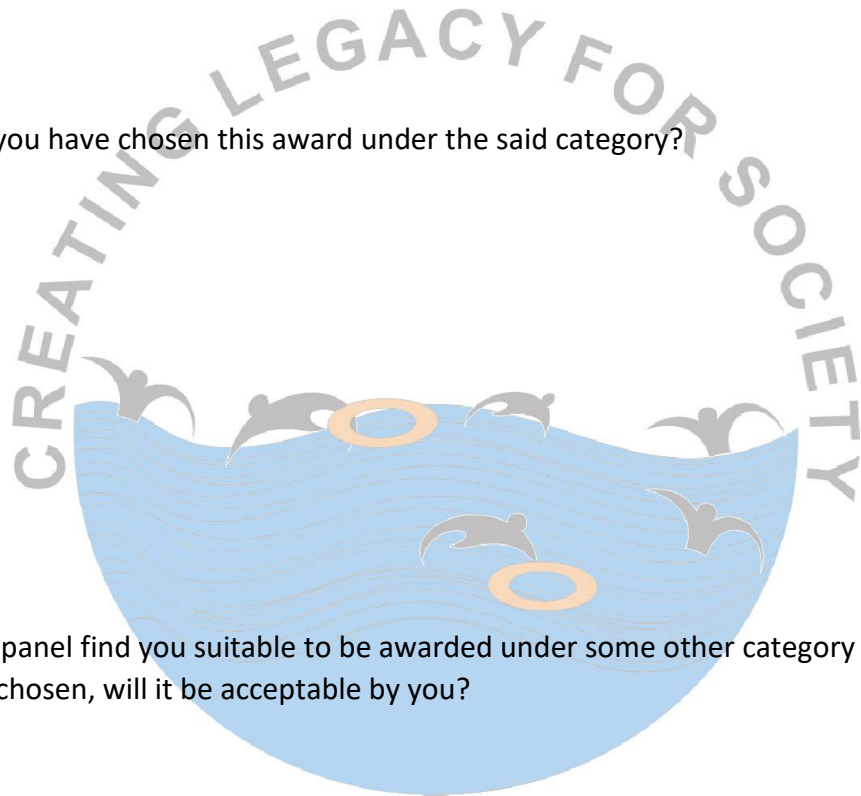 CREATING LEGACY FOR SOCIETY
you have chosen this award under the said category?
panel find you suitable to be awarded under some other category
chosen, will it be acceptable by you?